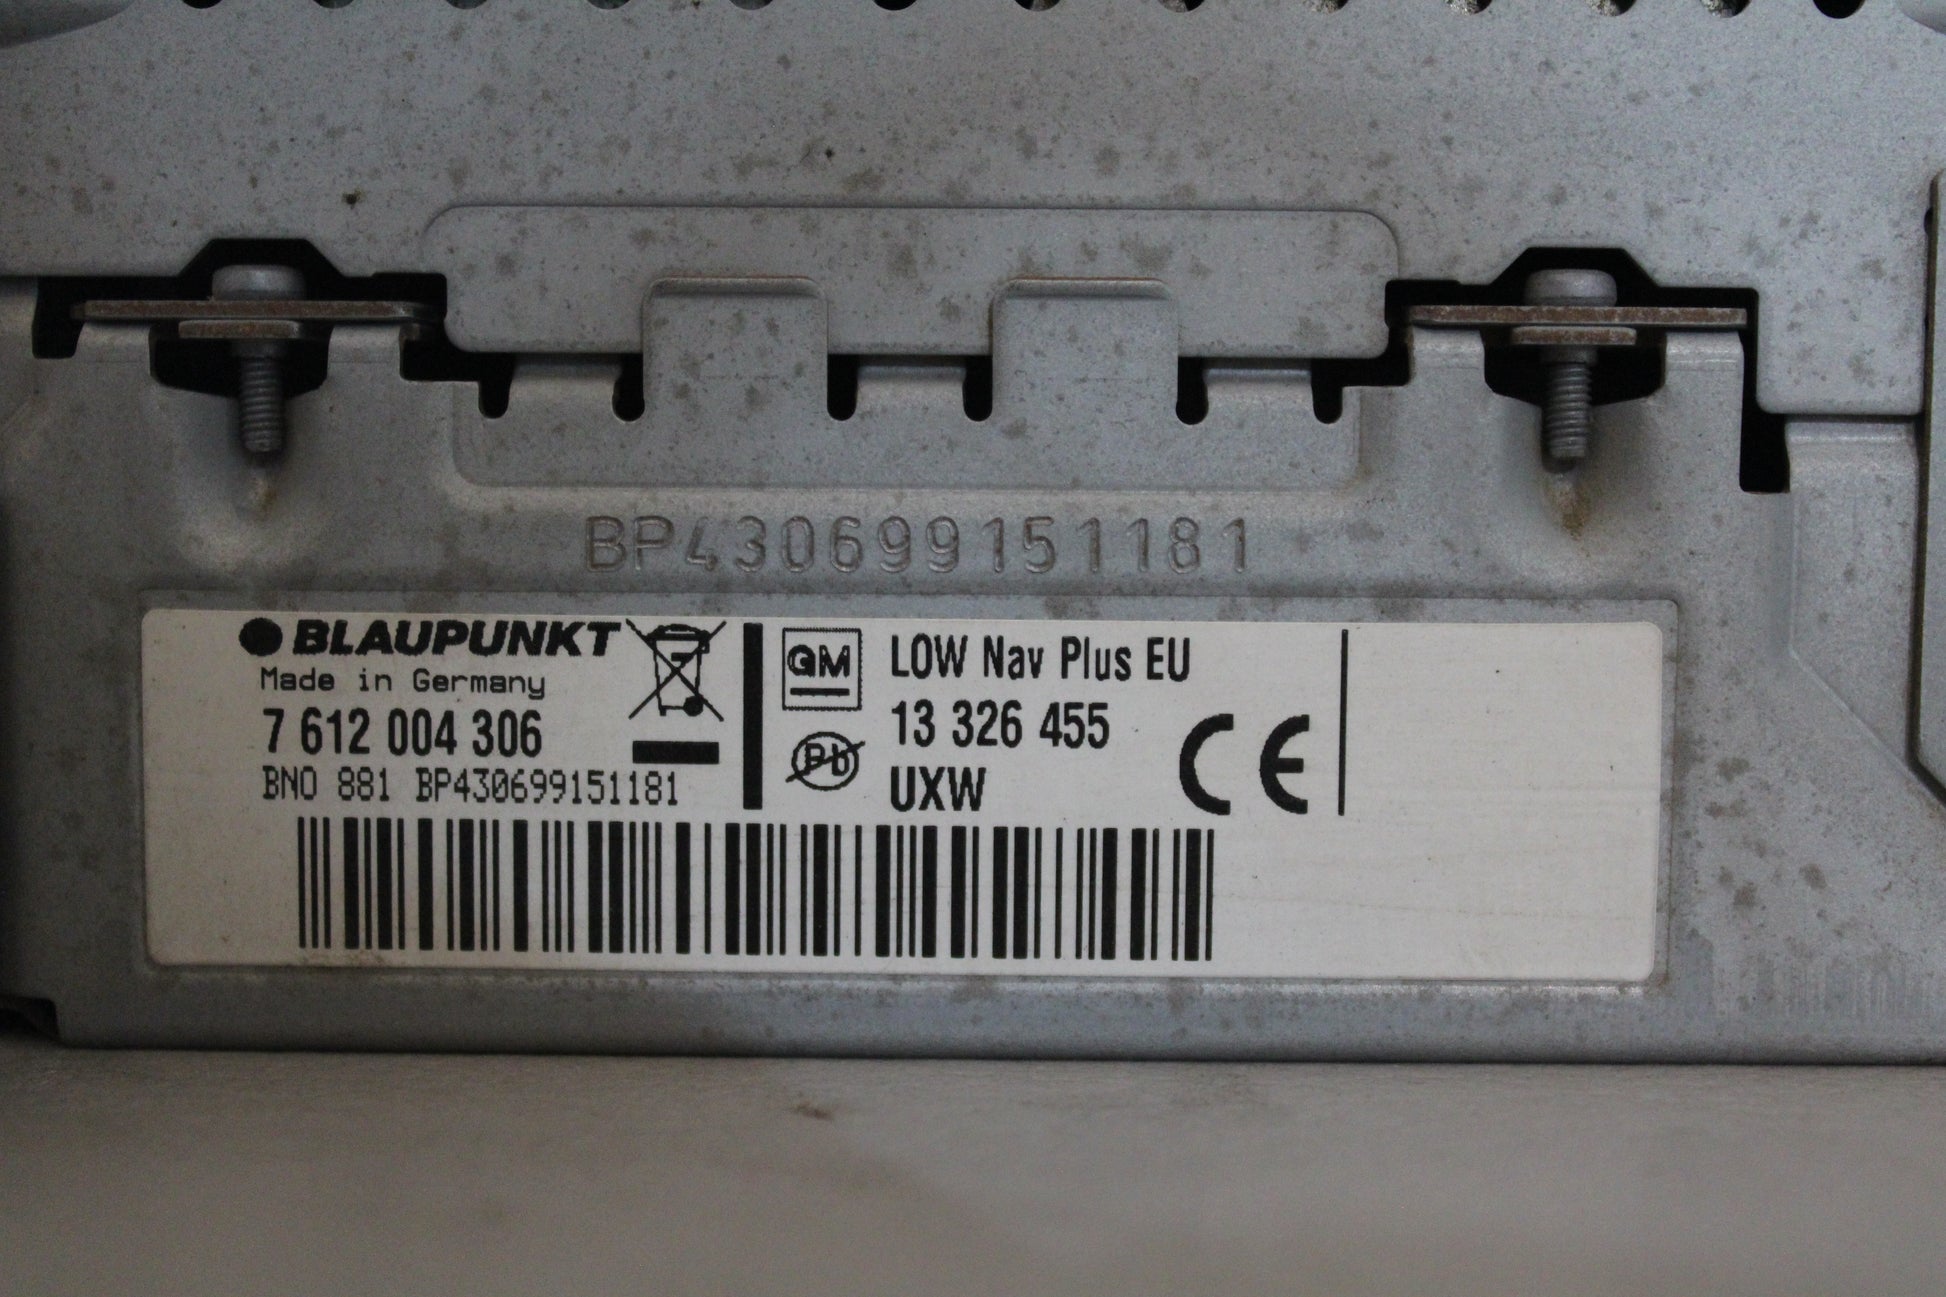 BP430699151181
BLAUPUNKT
Made in Germany
7 612 004 306
BNO 881 BP430699151181
GM
Pb
LOW Nav Plus EU
13 326 455
UXW
CE